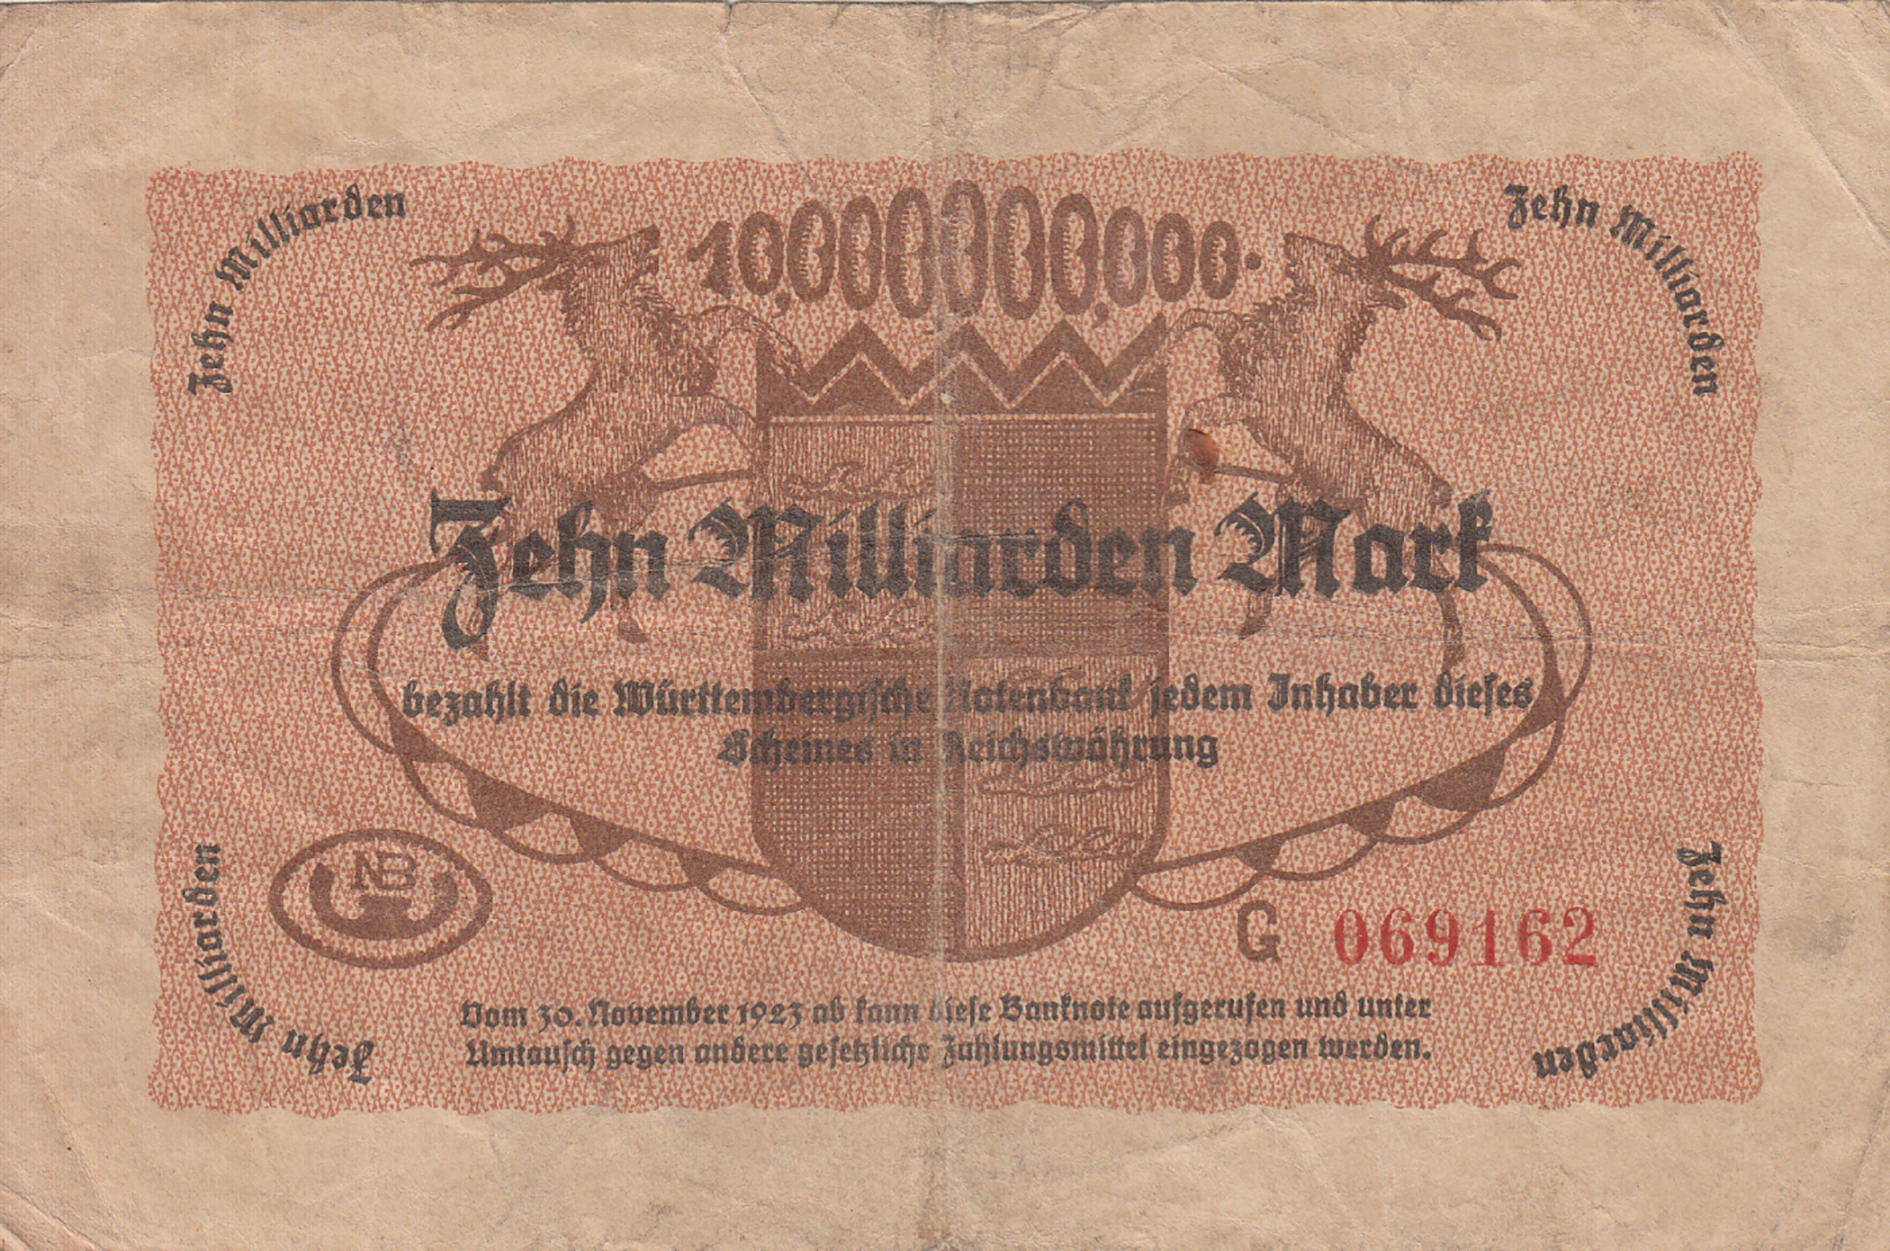 Zehn Milliarden
10,000000,000.
Zehn Milliarden
Zehn Milliarden Mark
bezahlt die Württembergische Notenbank jedem Inhaber dieses
Scheines in Reichswährung
Zehn Milliarden
NB
G 069162
Zehn Milliarden
Vom 30. November 1923 ab kann diese Banknote aufgerufen und unter
Umtausch gegen andere gesetzliche Zahlungsmittel eingezogen werden.